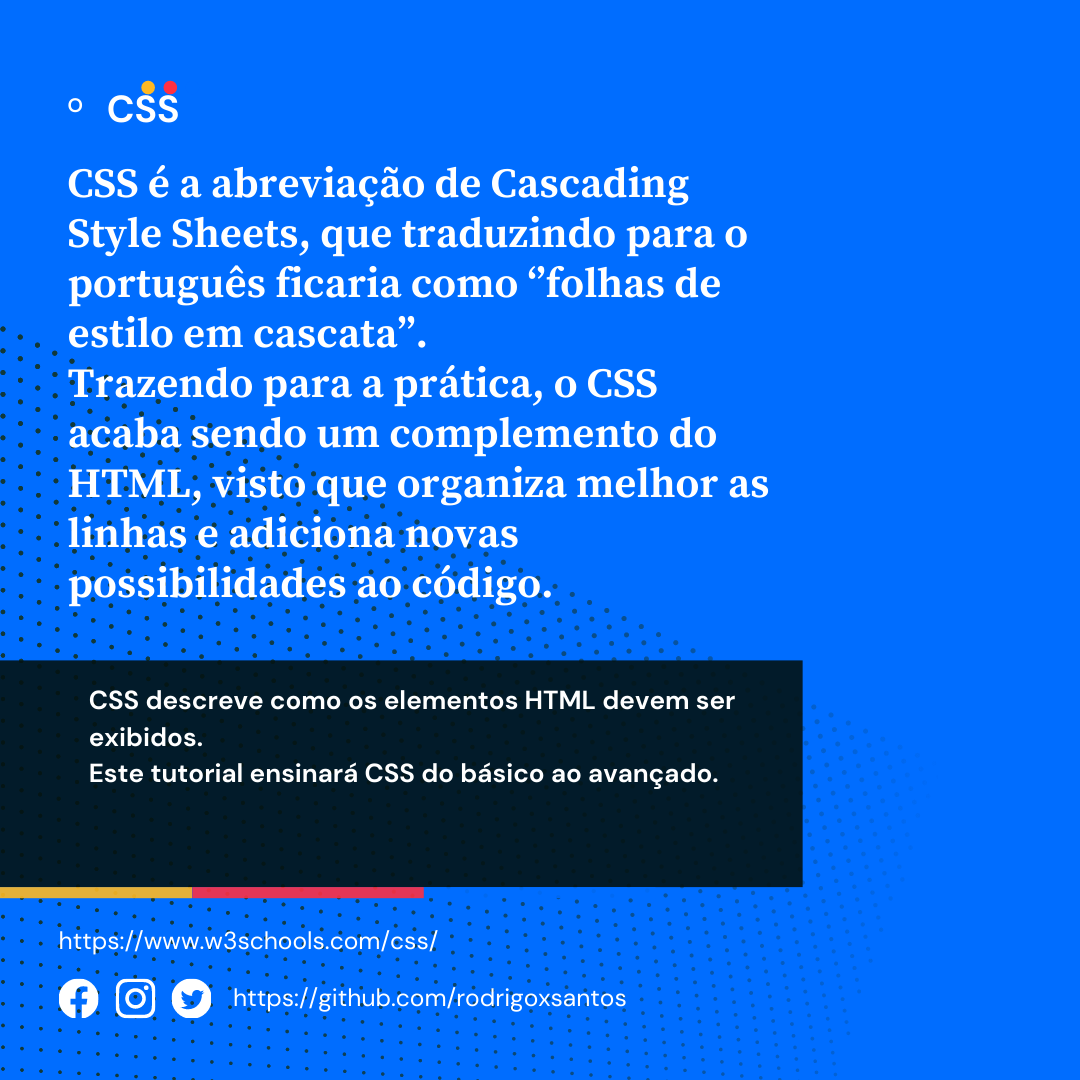 o CSS
CSS é a abreviação de Cascading
Style Sheets, que traduzindo para o
português ficaria como ‘’folhas de
estilo em cascata”.
Trazendo para a prática, o CSS
acaba sendo um complemento do
HTML, visto que organiza melhor as
linhas e adiciona novas
possibilidades ao código.
CSS descreve como os elementos HTML devem ser
exibidos.
Este tutorial ensinará CSS do básico ao avançado.
https://www.w3schools.com/css/
https://github.com/rodrigoxsantos